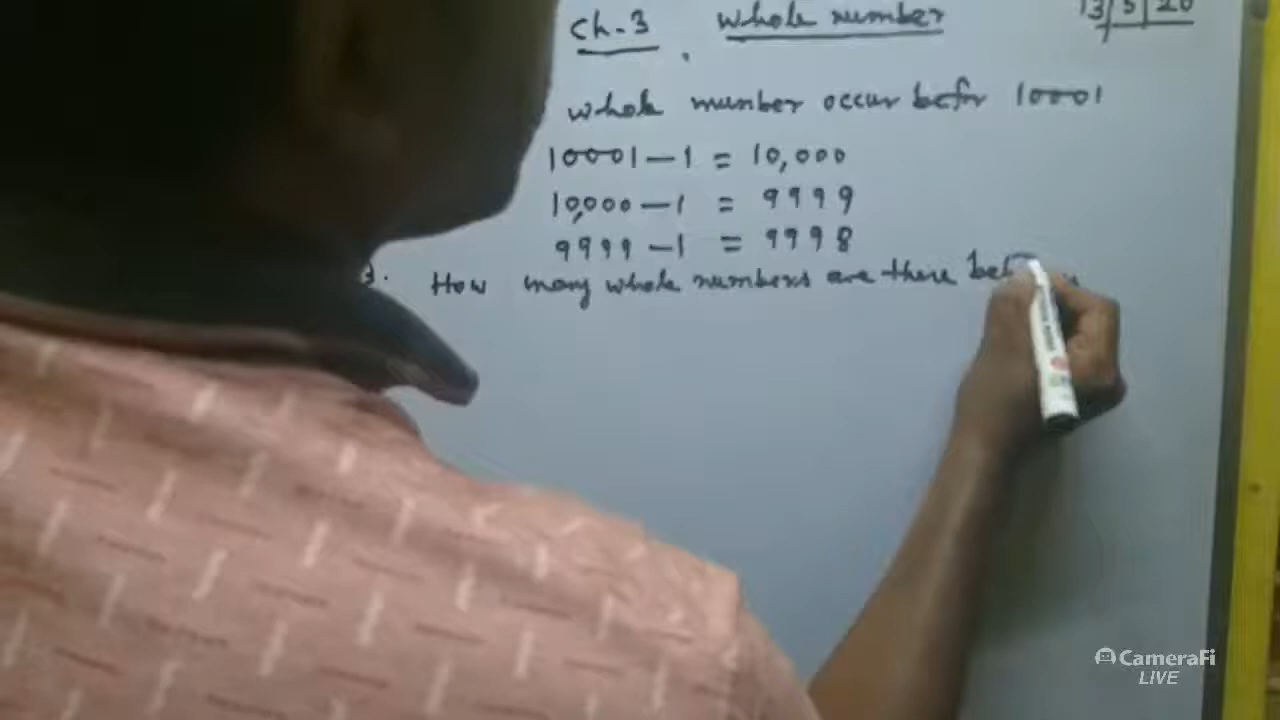 Ch-3 Whole number 13/5/20
whole number occur befor 10001
10001 — 1 = 10,000
10,000 — 1 = 9999
9999 — 1 = 9998
3. How many whole numbers are there
CameraFi
LIVE